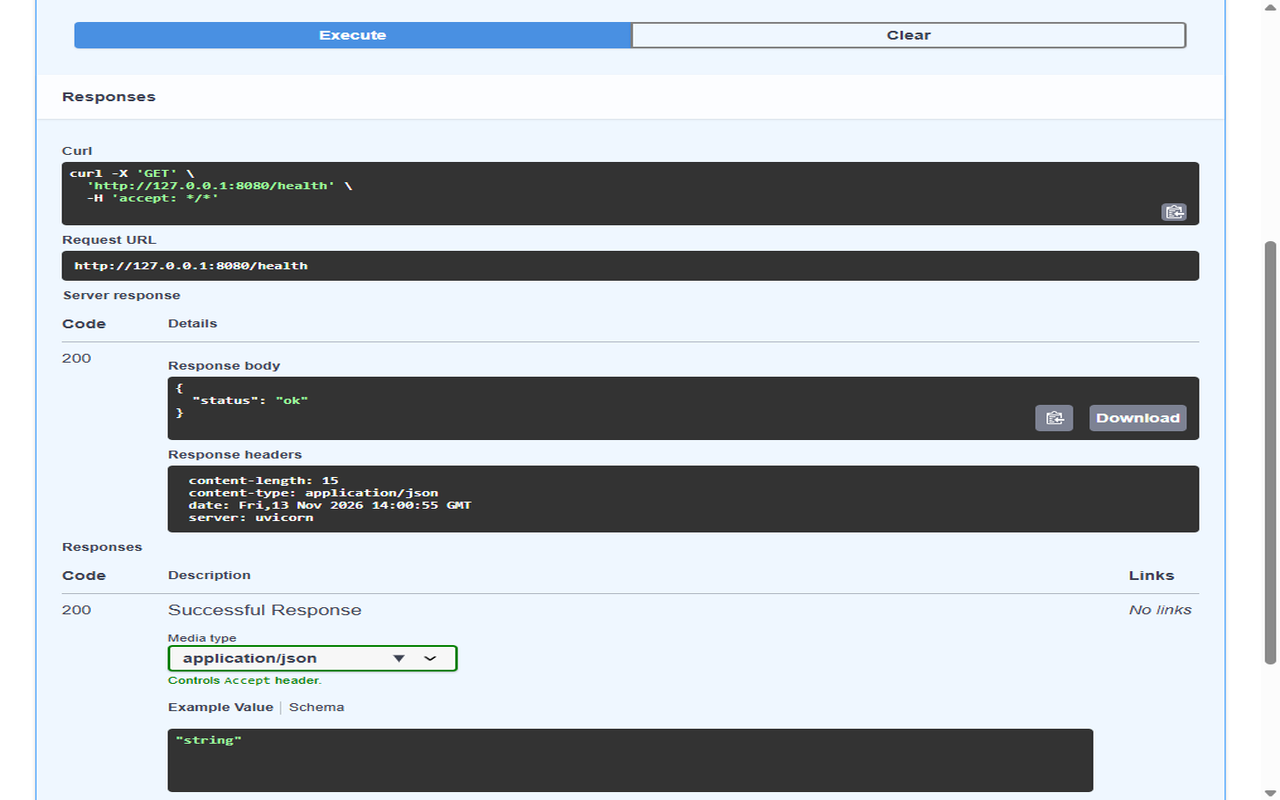 Execute Clear
Responses
Curl
curl -X 'GET' \
'http://127.0.0.1:8080/health' \
-H 'accept: */*'
Request URL
http://127.0.0.1:8080/health
Server response
Code Details
200
Response body
{
"status": "ok"
}
Download
Response headers
content-length: 15
content-type: application/json
date: Fri,13 Nov 2026 14:00:55 GMT
server: uvicorn
Responses
Code Description Links
200 Successful Response No links
Media type
application/json
Controls Accept header.
Example Value | Schema
"string"